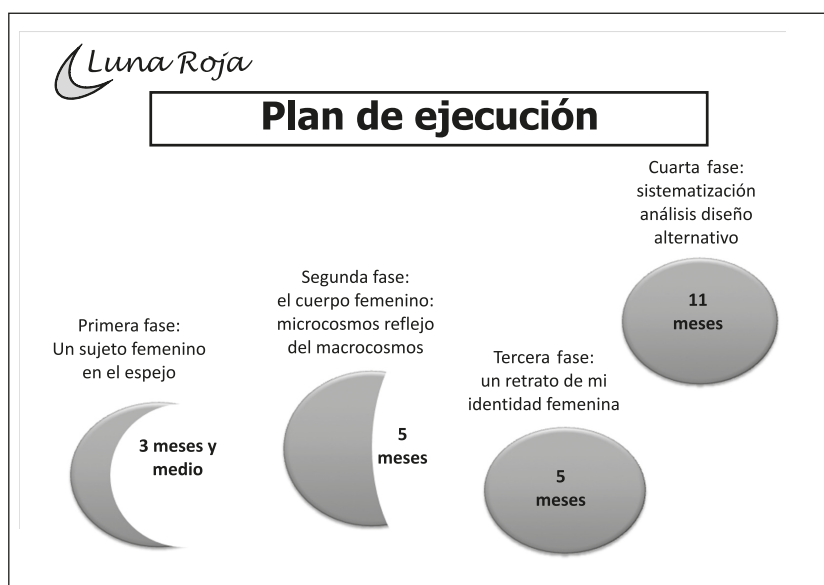 Luna Roja
Plan de ejecución
Primera fase:
Un sujeto femenino
en el espejo
3 meses y
medio
Segunda fase:
el cuerpo femenino:
microcosmos reflejo
del macrocosmos
5
meses
Tercera fase:
un retrato de mi
identidad femenina
5
meses
Cuarta fase:
sistematización
análisis diseño
alternativo
11
meses